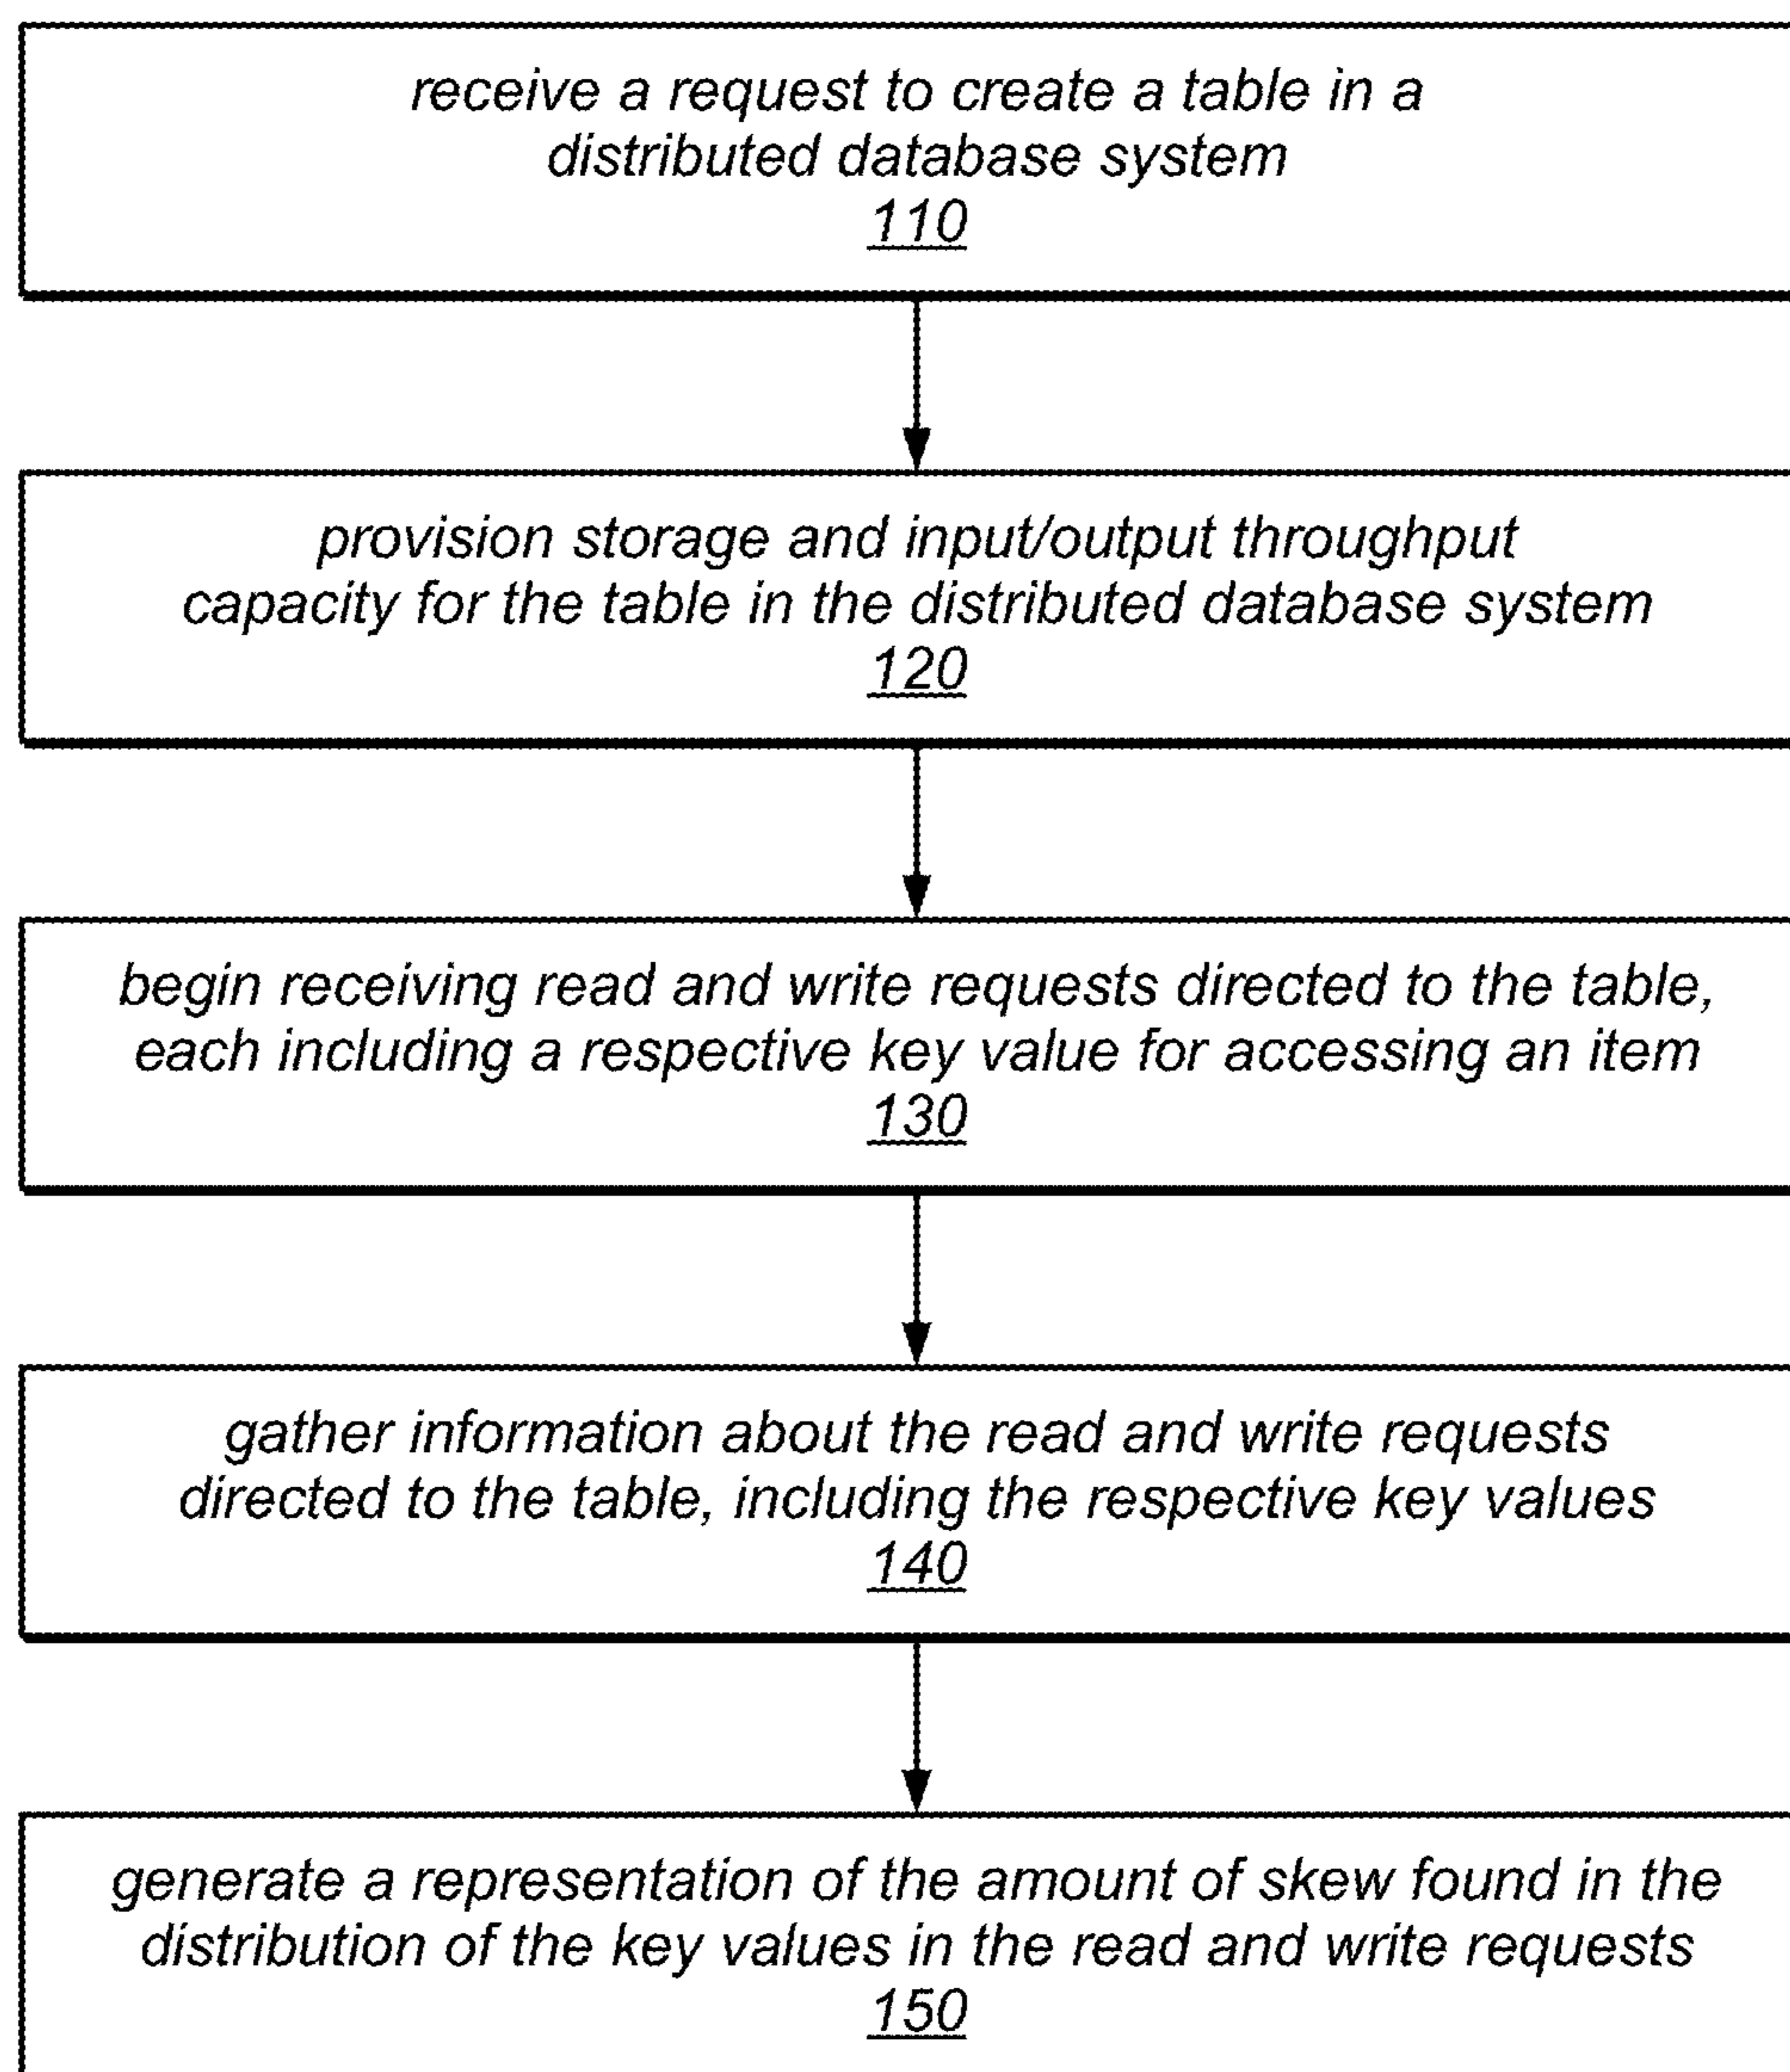 receive a request to create a table in a
distributed database system
110
provision storage and input/output throughput
capacity for the table in the distributed database system
120
begin receiving read and write requests directed to the table,
each including a respective key value for accessing an item
130
gather information about the read and write requests
directed to the table, including the respective key values
140
generate a representation of the amount of skew found in the
distribution of the key values in the read and write requests
150